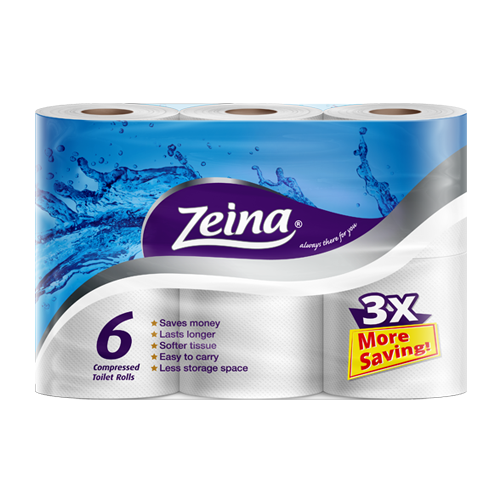 Zeina®
always there for you
6
Compressed
Toilet Rolls
Saves money
Lasts longer
Softer tissue
Easy to carry
Less storage space
3X
More
Saving!